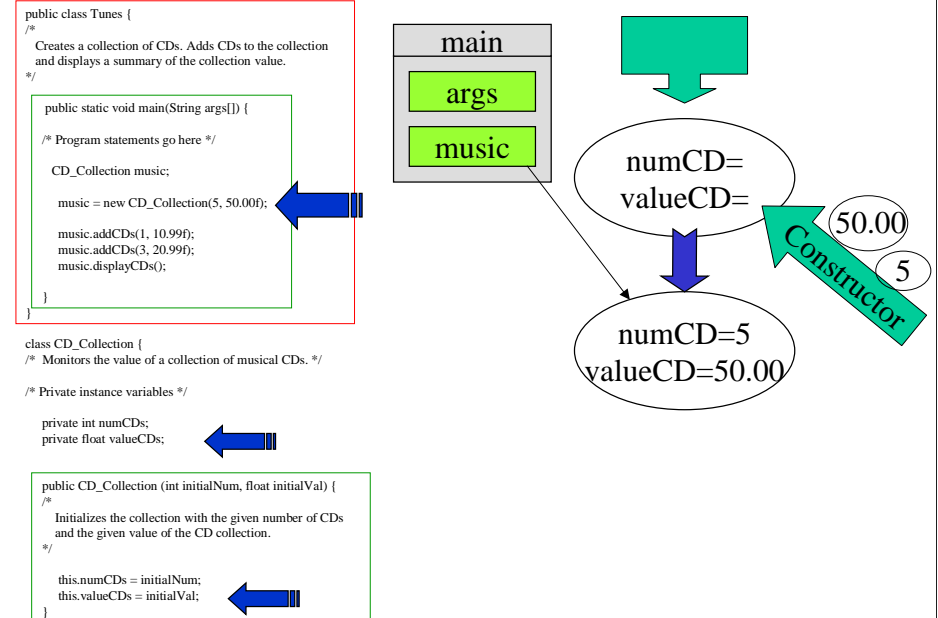 public class Tunes {
/*
Creates a collection of CDs. Adds CDs to the collection
and displays a summary of the collection value.
*/
public static void main(String args[]) {
/* Program statements go here */
CD_Collection music;
music = new CD_Collection(5, 50.00f);
music.addCDs(1, 10.99f);
music.addCDs(3, 20.99f);
music.displayCDs();
}
}
class CD_Collection {
/* Monitors the value of a collection of musical CDs. */
/* Private instance variables */
private int numCDs;
private float valueCDs;
public CD_Collection (int initialNum, float initialVal) {
/*
Initializes the collection with the given number of CDs
and the given value of the CD collection.
*/
this.numCDs = initialNum;
this.valueCDs = initialVal;
}
main
args
music
numCD=
valueCD=
50.00
5
Constructor
numCD=5
valueCD=50.00